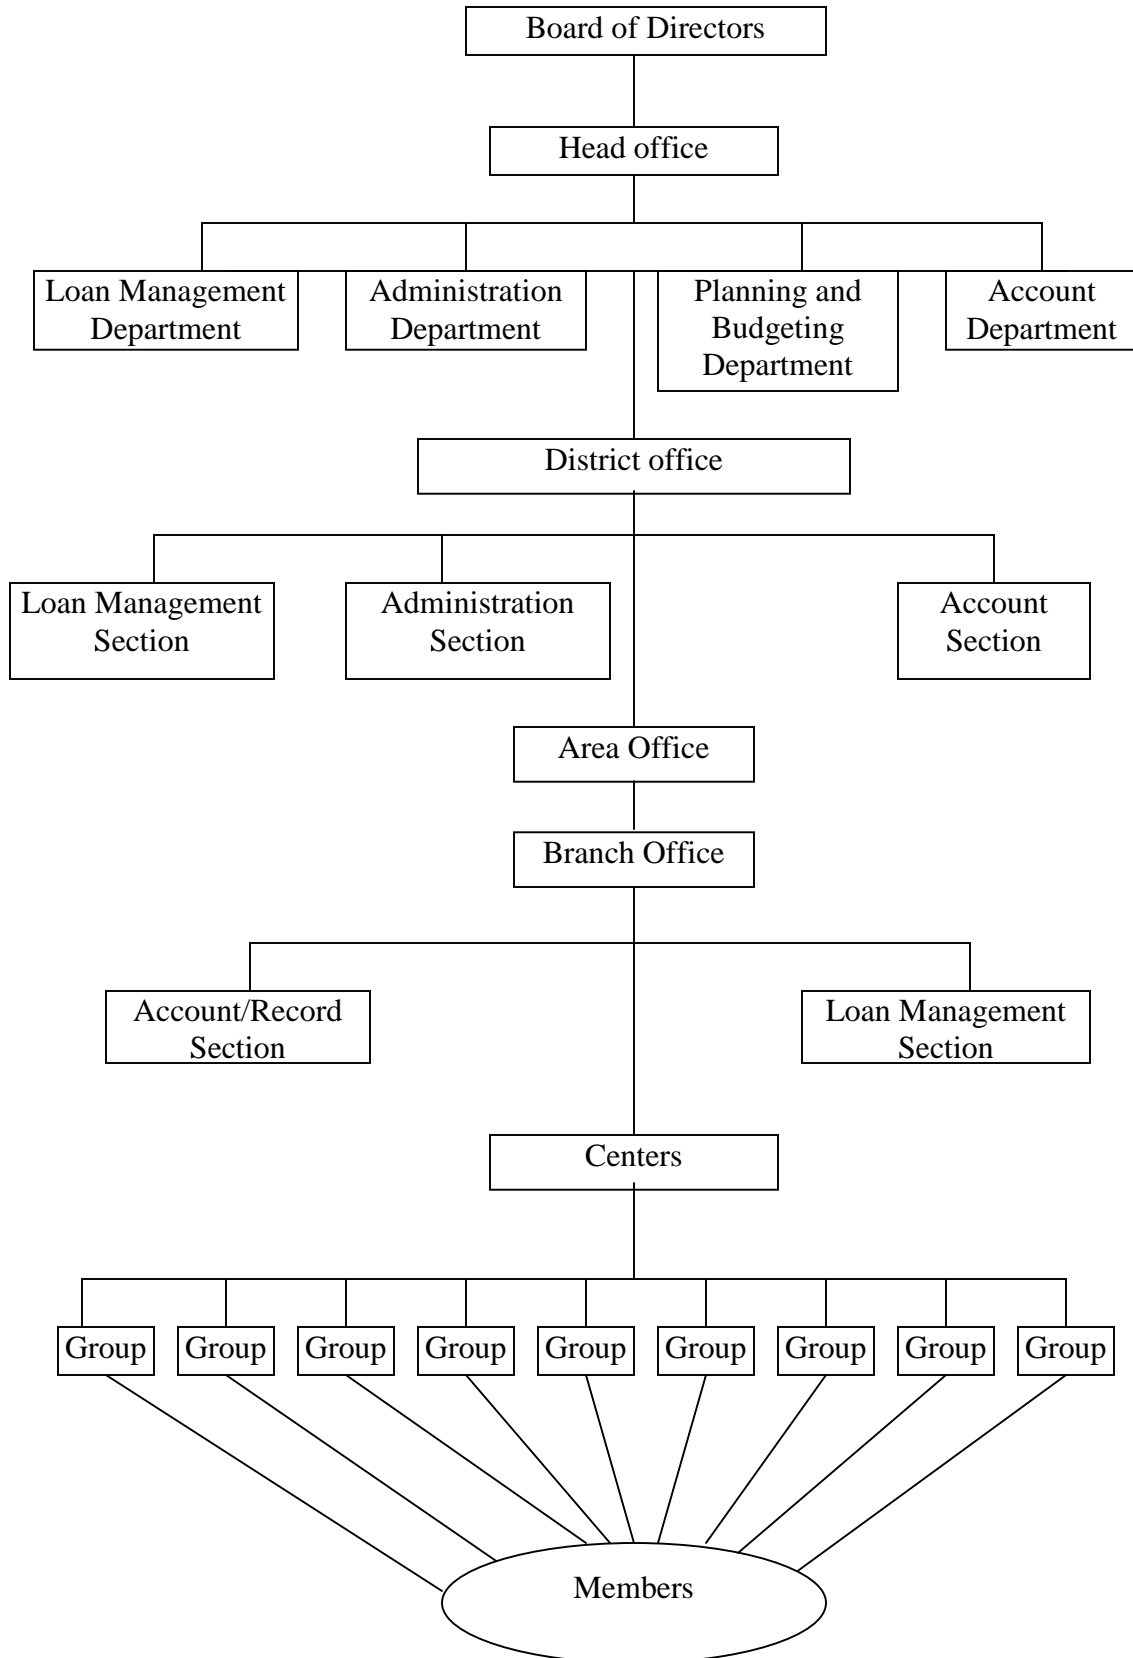 Board of Directors
Head office
Loan Management
Department
Administration
Department
Planning and
Budgeting
Department
Account
Department
District office
Loan Management
Section
Administration
Section
Account
Section
Area Office
Branch Office
Account/Record
Section
Loan Management
Section
Centers
Group
Group
Group
Group
Group
Group
Group
Group
Group
Members